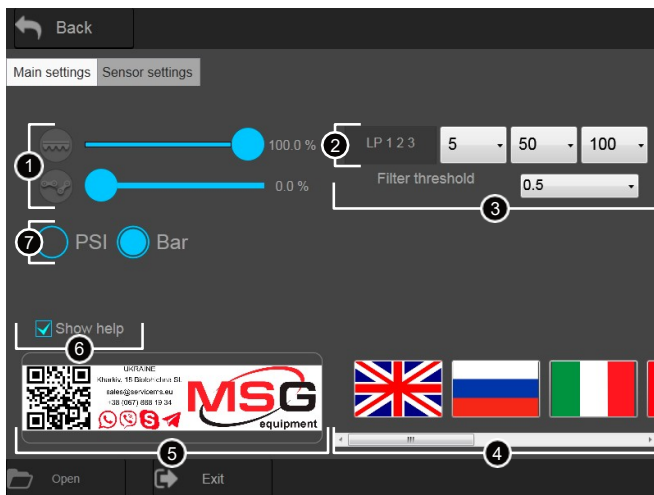 Back
Main settings Sensor settings
1
100.0 %
0.0 %
2
LP 1 2 3
5
50
100
Filter threshold
0.5
3
7
PSI
Bar
Show help
6
UKRAINE
sales@servicems.eu
MSG
equipment
5
4
Open
Exit